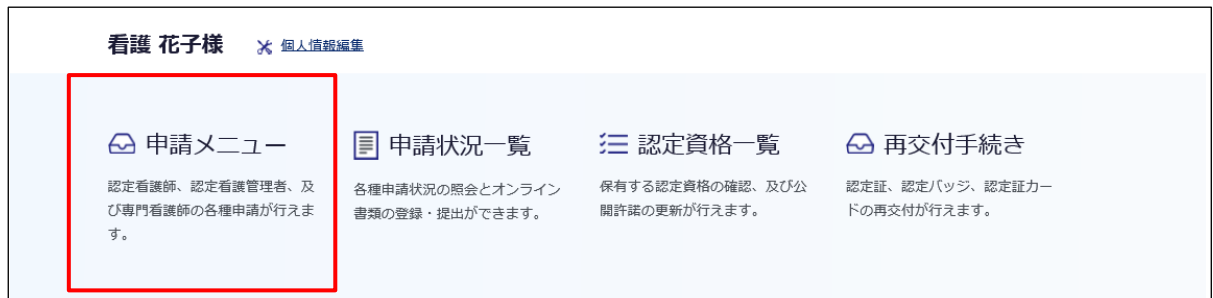 看護 花子様 個人情報編集
申請メニュー
認定看護師、認定看護管理者、及
び専門看護師の各種申請が行えま
す。
申請状況一覧
各種申請状況の照会とオンライン
書類の登録・提出ができます。
認定資格一覧
保有する認定資格の確認、及び公
開許諾の更新が行えます。
再交付手続き
認定証、認定バッジ、認定証カー
ドの再交付が行えます。